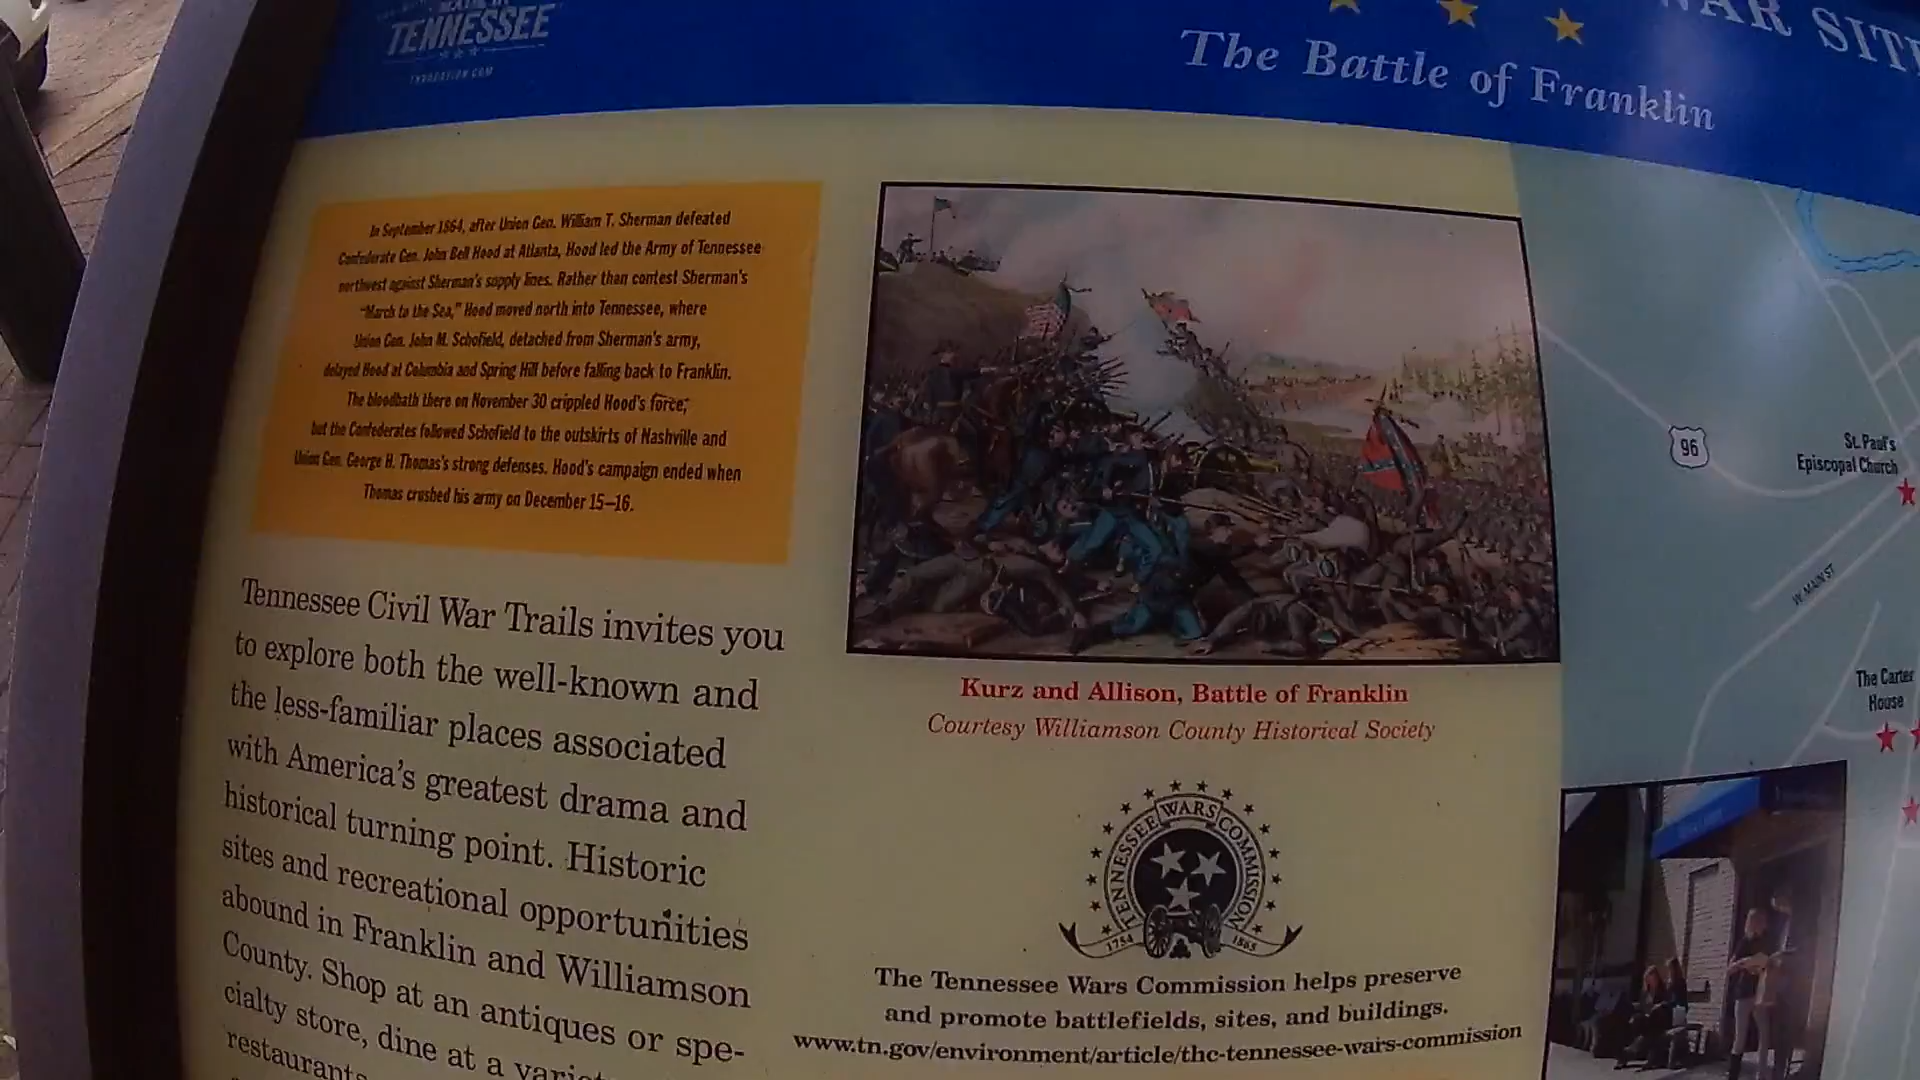 TENNESSEE
TNVACATION.COM
WAR SIT
The Battle of Franklin
In September 1864, after Union Gen. William T. Sherman defeated
Confederate Gen. John Bell Hood at Atlanta, Hood led the Army of Tennessee
northwest against Sherman's supply lines. Rather than contest Sherman's
"March to the Sea," Hood moved north into Tennessee, where
Union Gen. John M. Schofield, detached from Sherman's army,
delayed Hood at Columbia and Spring Hill before falling back to Franklin.
The bloodbath there on November 30 crippled Hood's force,
but the Confederates followed Schofield to the outskirts of Nashville and
Union Gen. George H. Thomas's strong defenses. Hood's campaign ended when
Thomas crushed his army on December 15–16.
Tennessee Civil War Trails invites you
to explore both the well-known and
the less-familiar places associated
with America's greatest drama and
historical turning point. Historic
sites and recreational opportunities
abound in Franklin and Williamson
County. Shop at an antiques or spe-
cialty store, dine at a variet
restaurants
Kurz and Allison, Battle of Franklin
Courtesy Williamson County Historical Society
TENNESSEE WARS COMMISSION
1754 1865
The Tennessee Wars Commission helps preserve
and promote battlefields, sites, and buildings.
www.tn.gov/environment/article/the-tennessee-wars-commission
96
St. Paul's
Episcopal Church
W. MAIN ST
The Carter
House